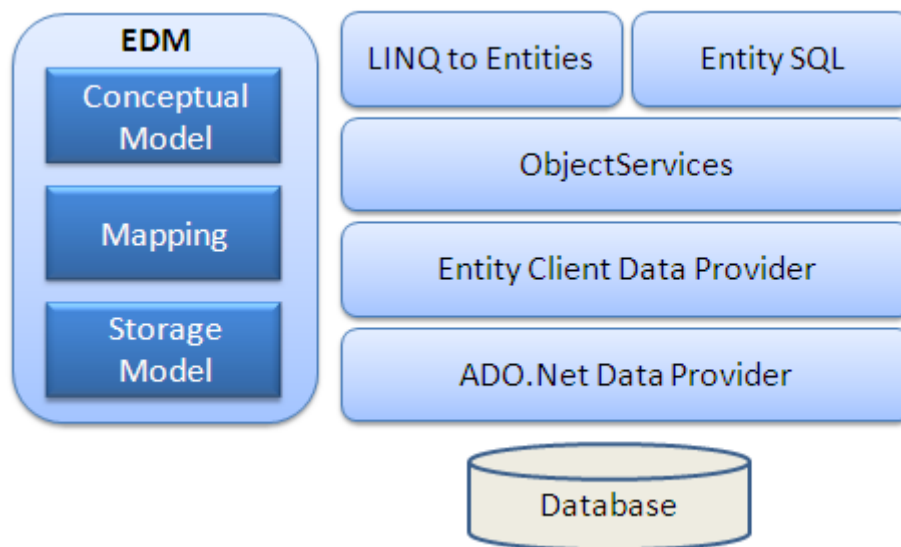 EDM
Conceptual
Model
Mapping
Storage
Model
LINQ to Entities
Entity SQL
ObjectServices
Entity Client Data Provider
ADO.Net Data Provider
Database